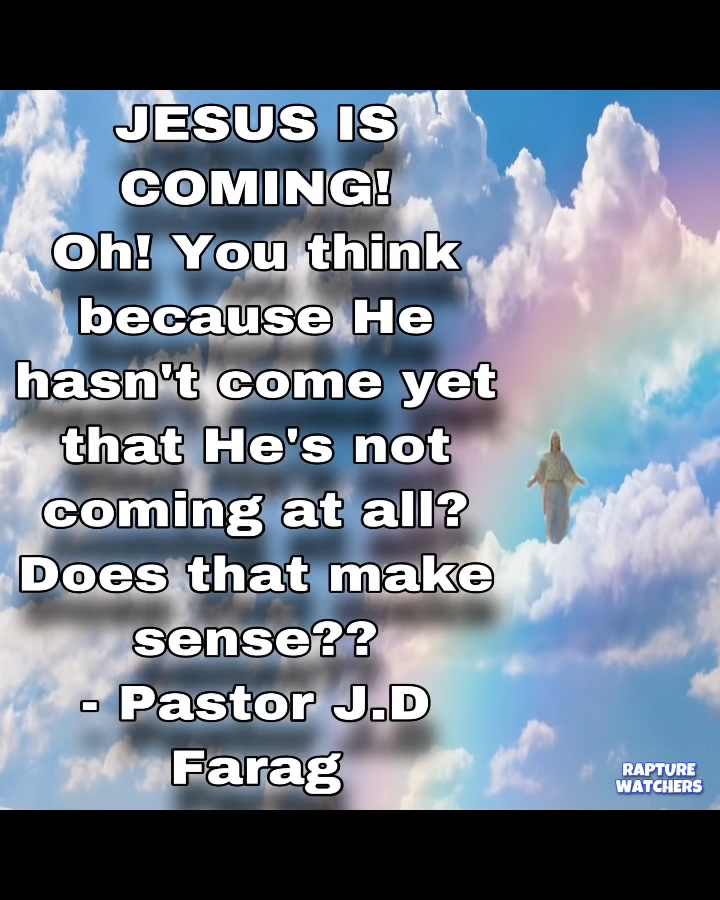 JESUS IS
COMING!
Oh! You think
because He
hasn't come yet
that He's not
coming at all?
Does that make
sense??
- Pastor J.D
Farag
RAPTURE
WATCHERS